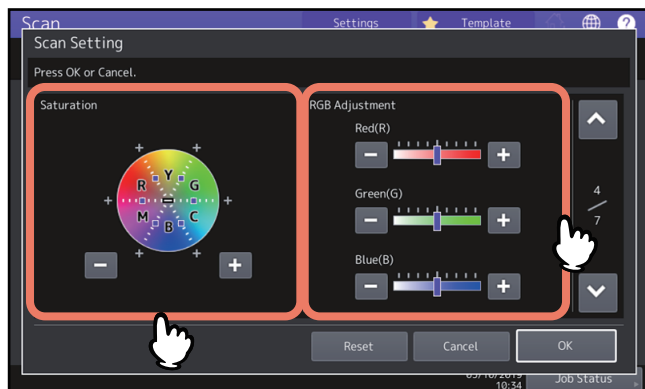 Scan
Settings
Template
?
Scan Setting
Press OK or Cancel.
Saturation
RGB Adjustment
Red(R)
Green(G)
Blue(B)
Y
R
G
M
C
B
4
7
Reset
Cancel
OK
10:34
Job Status